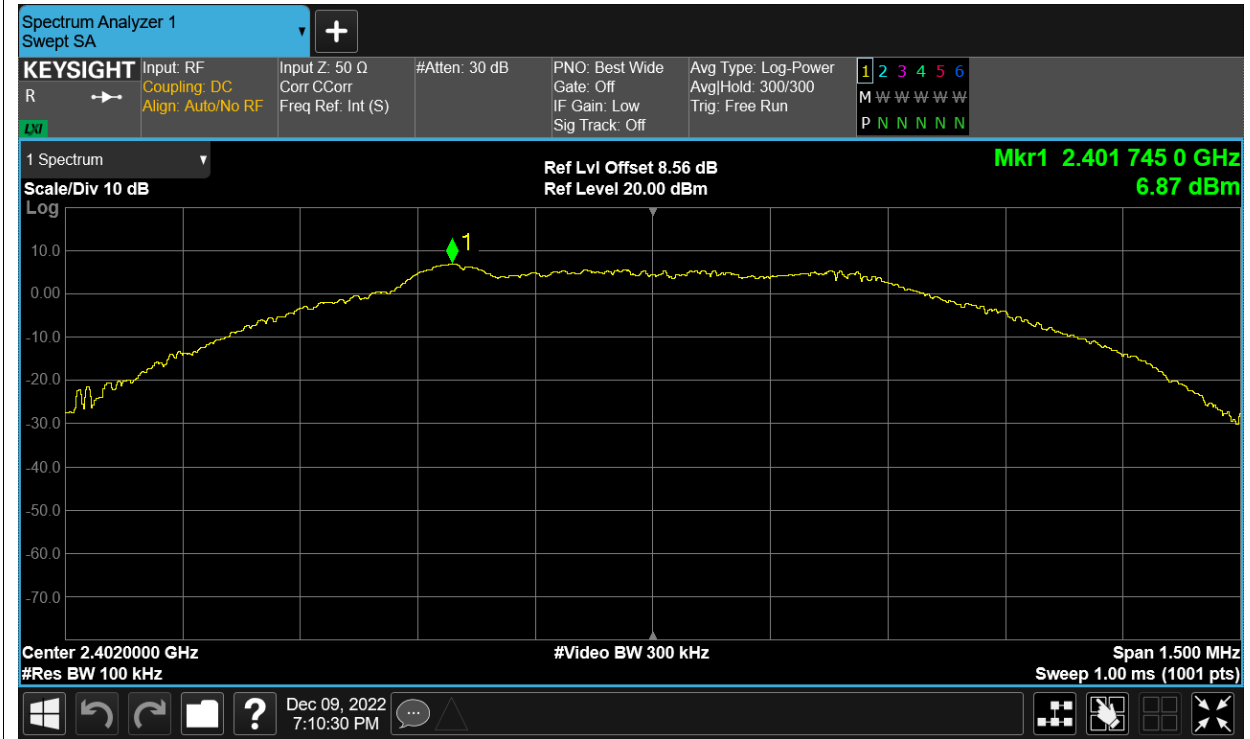 Spectrum Analyzer 1
Swept SA
KEYSIGHT
R
LXI
Input: RF
Coupling: DC
Align: Auto/No RF
Input Z: 50 Ω
Corr CCorr
Freq Ref: Int (S)
#Atten: 30 dB
PNO: Best Wide
Gate: Off
IF Gain: Low
Sig Track: Off
Avg Type: Log-Power
Avg|Hold: 300/300
Trig: Free Run
1 2 3 4 5 6
M W W W W W
P N N N N N
1 Spectrum
Scale/Div 10 dB
Log
Ref Lvl Offset 8.56 dB
Ref Level 20.00 dBm
Mkr1 2.401 745 0 GHz
6.87 dBm
1
10.0
0.00
-10.0
-20.0
-30.0
-40.0
-50.0
-60.0
-70.0
Center 2.4020000 GHz
#Res BW 100 kHz
#Video BW 300 kHz
Span 1.500 MHz
Sweep 1.00 ms (1001 pts)
?
Dec 09, 2022
7:10:30 PM